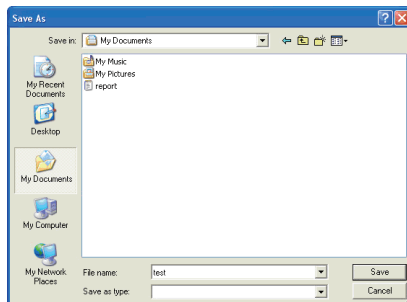 Save As
Save in: My Documents
My Music
My Pictures
report
My Recent
Documents
Desktop
My Documents
My Computer
My Network
Places
File name: test
Save
Save as type:
Cancel